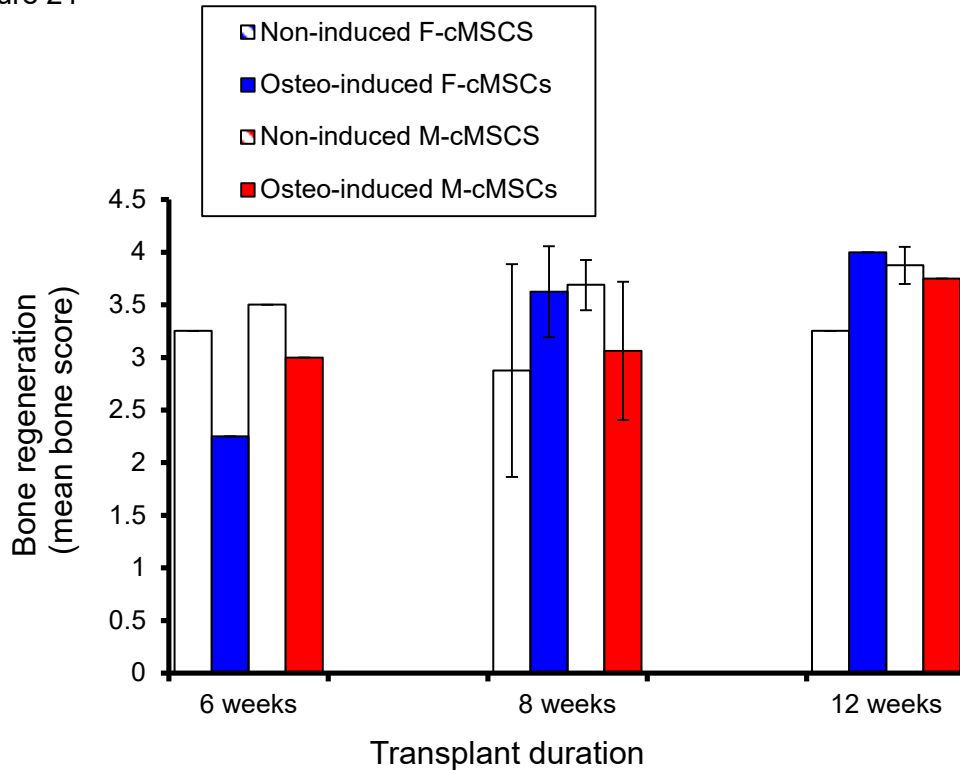 Non-induced F-cMSCS
Osteo-induced F-cMSCs
Non-induced M-cMSCS
Osteo-induced M-cMSCs
4.5
4
3.5
3
2.5
2
1.5
1
0.5
0
Bone regeneration
(mean bone score)
6 weeks
8 weeks
12 weeks
Transplant duration